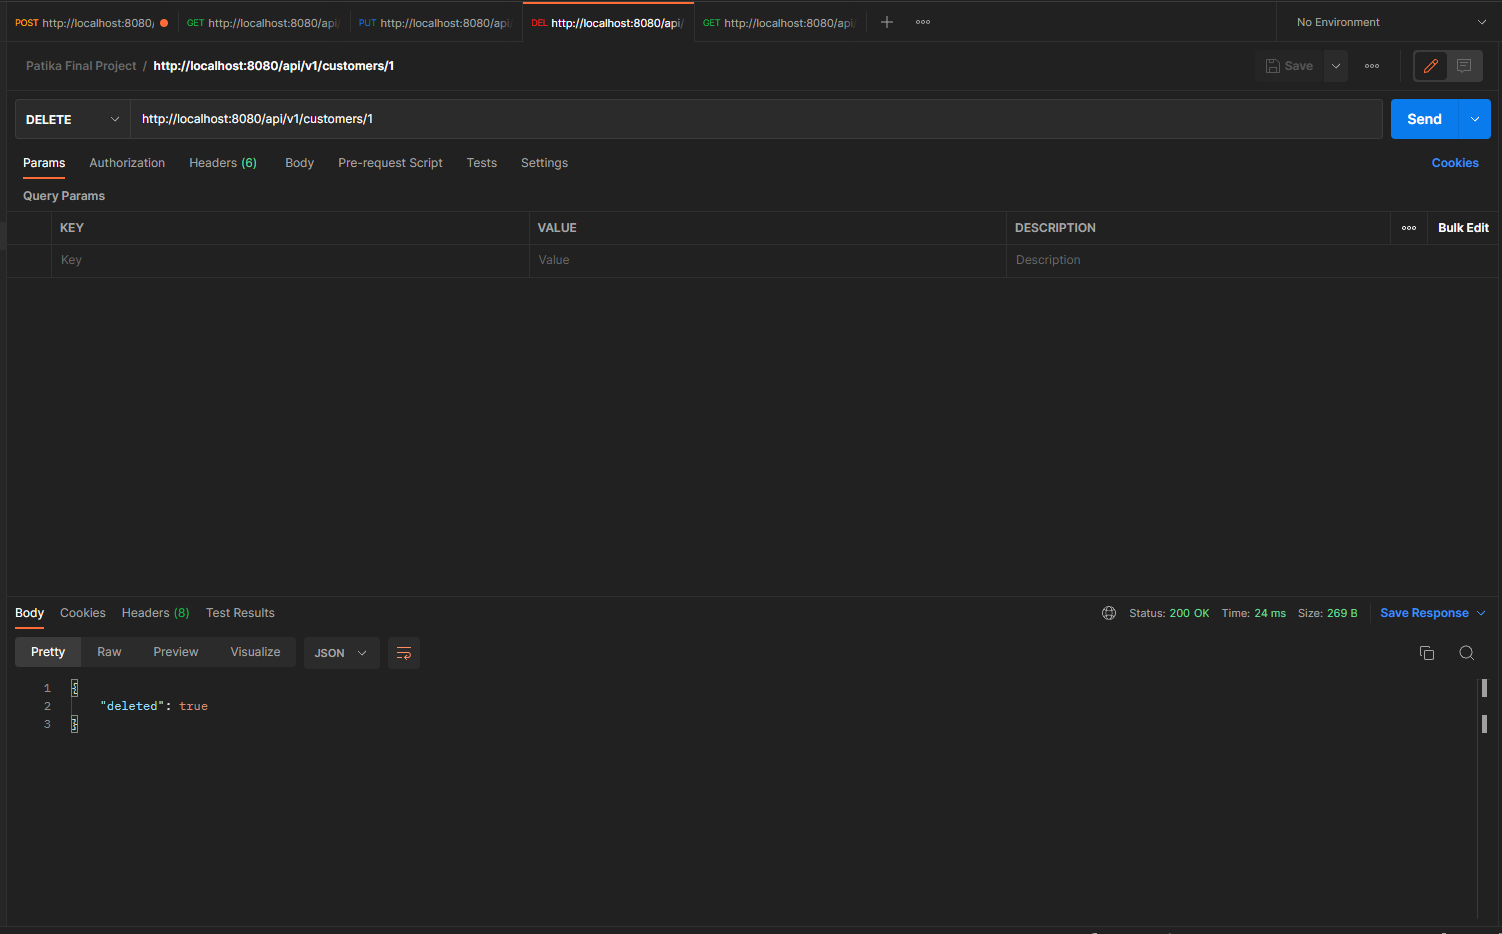 POST http://localhost:8080/ GET http://localhost:8080/api/ PUT http://localhost:8080/api/ DEL http://localhost:8080/api/ GET http://localhost:8080/api/ No Environment
Patika Final Project / http://localhost:8080/api/v1/customers/1 Save
DELETE http://localhost:8080/api/v1/customers/1 Send
Params Authorization Headers (6) Body Pre-request Script Tests Settings Cookies
Query Params
KEY VALUE DESCRIPTION Bulk Edit
Key Value Description
Body Cookies Headers (8) Test Results Status: 200 OK Time: 24 ms Size: 269 B Save Response
Pretty Raw Preview Visualize JSON
1 {
2 "deleted": true
3 }